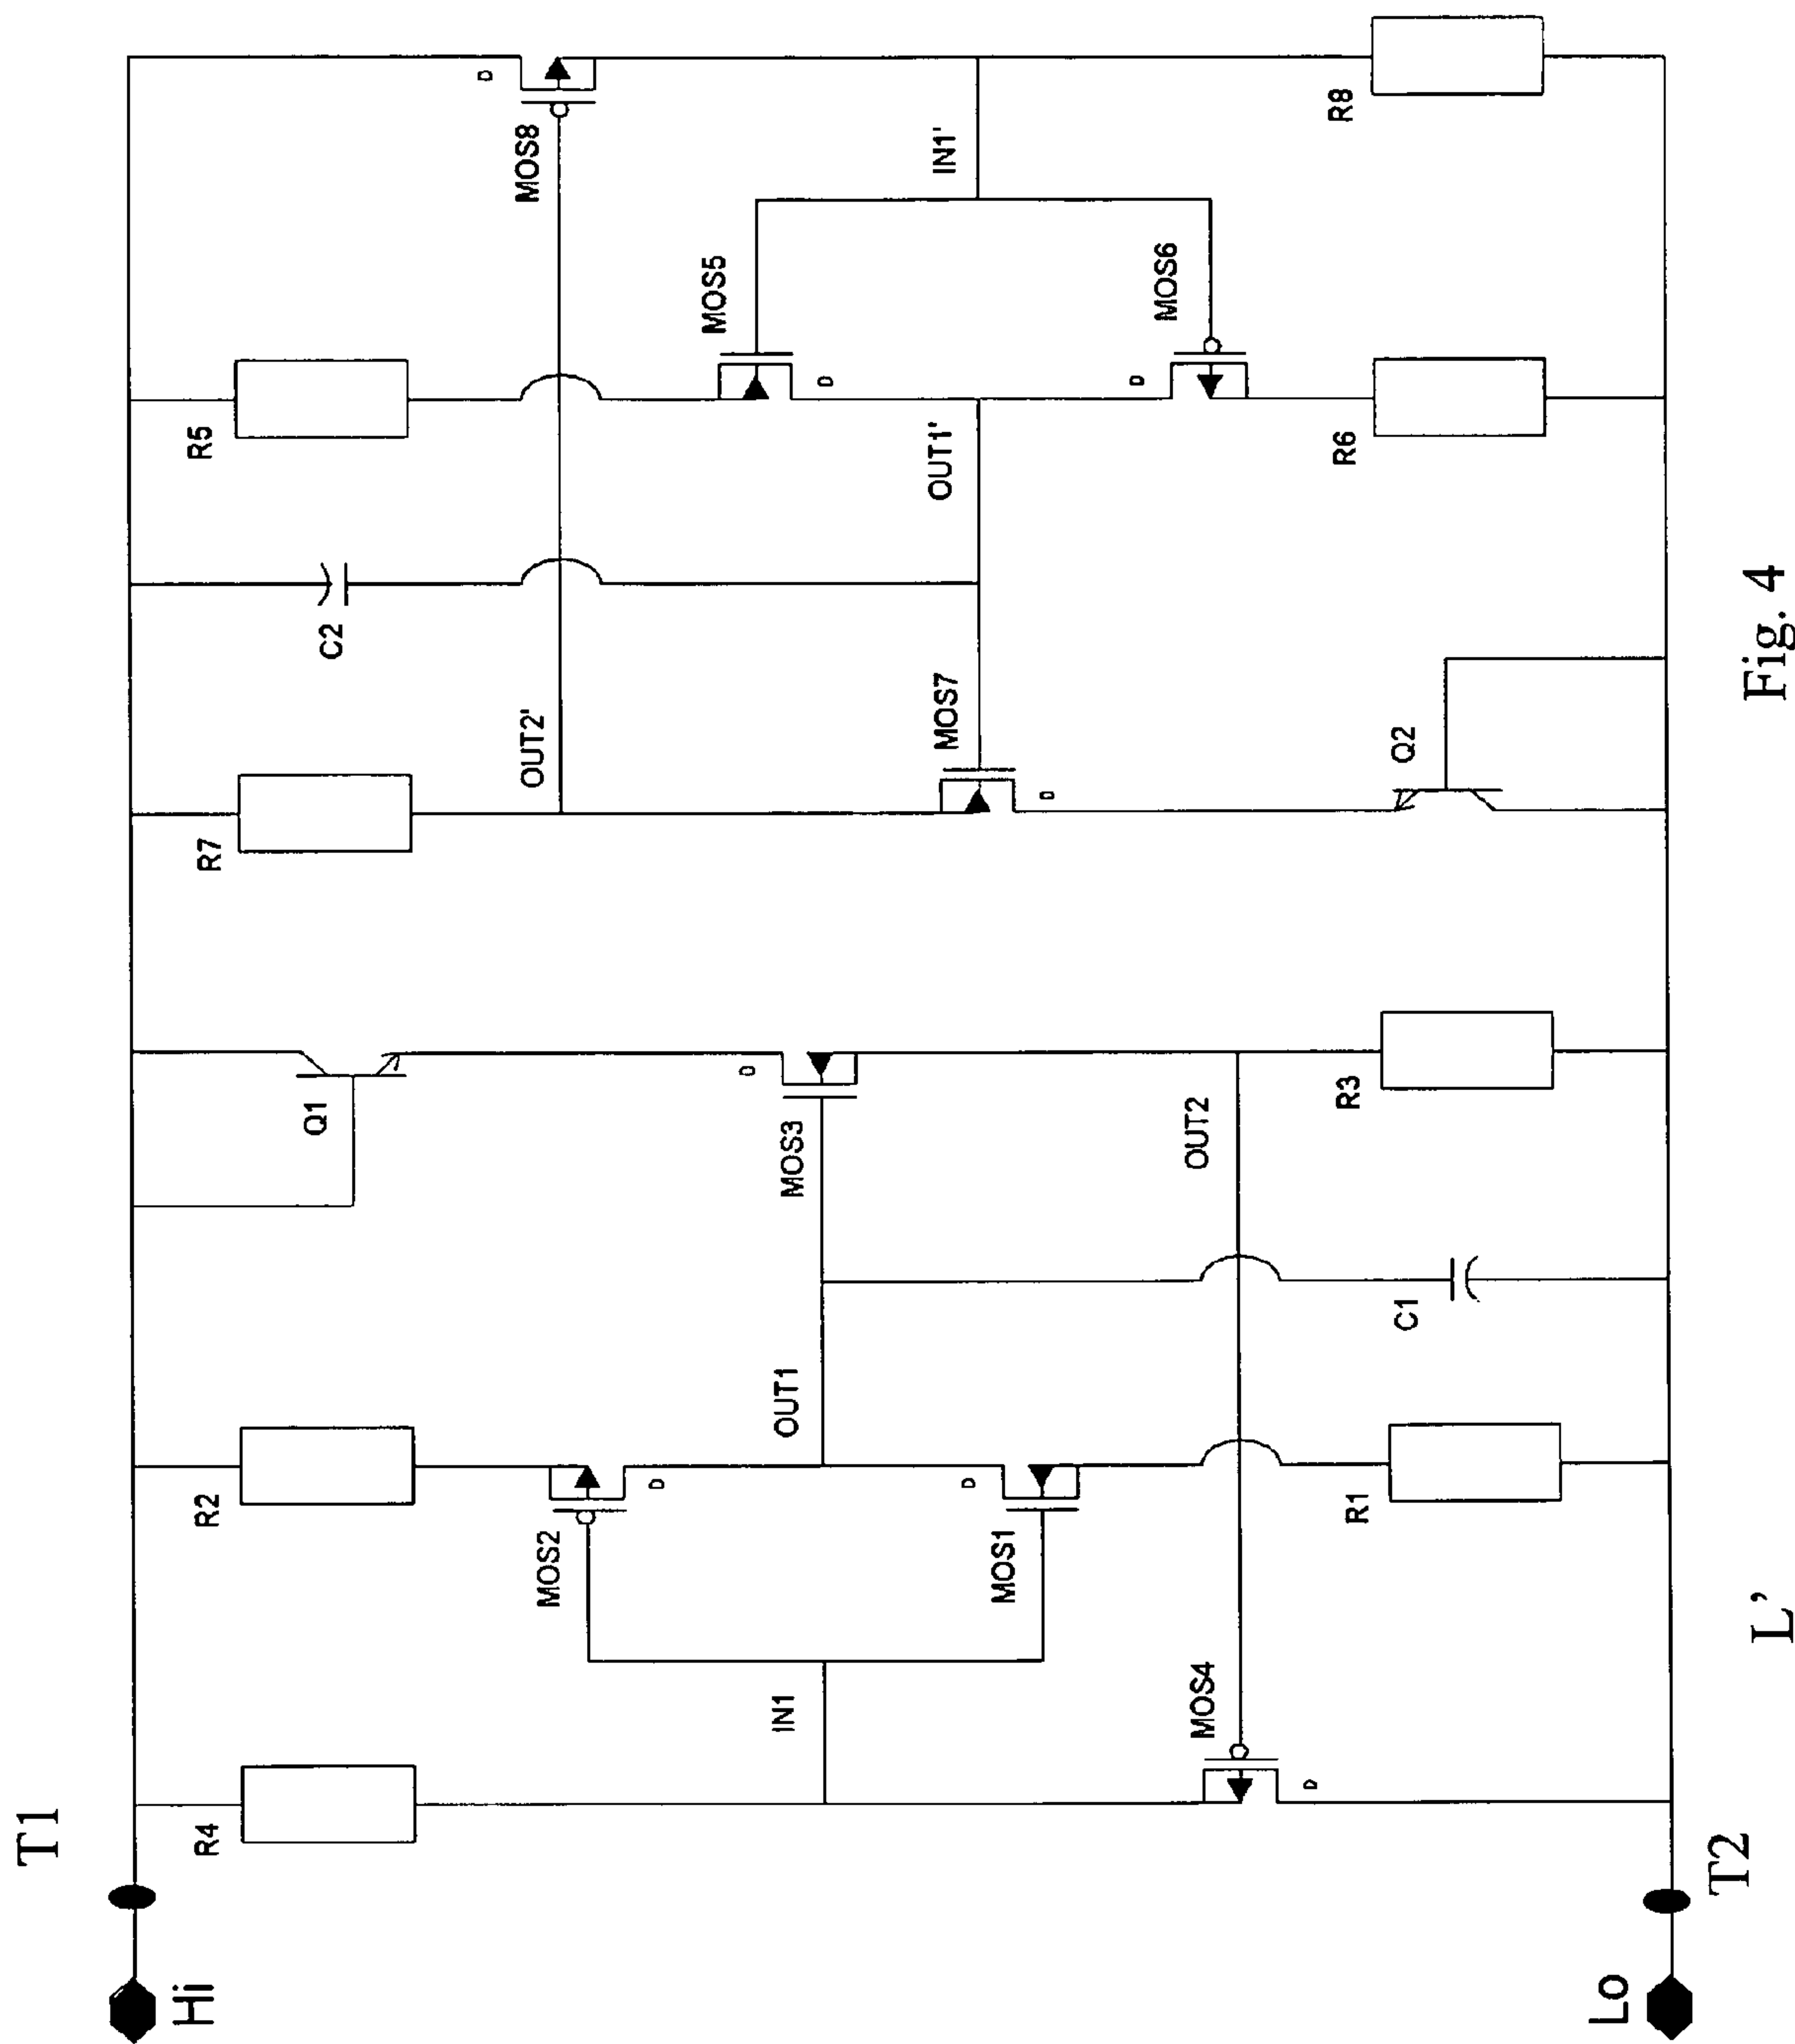 T1
Hi
R4
R2
Q1
R7
C2
R5
D
MOS8
OUT2'
MOS2
D
D
MOS3
MOS5
D
IN1
OUT1
D
MOS1
MOS7
D
OUT1'
IN1'
D
MOS6
MOS4
D
OUT2
R1
C1
R3
Q2
R6
R8
Lo
T2
L’
Fig. 4